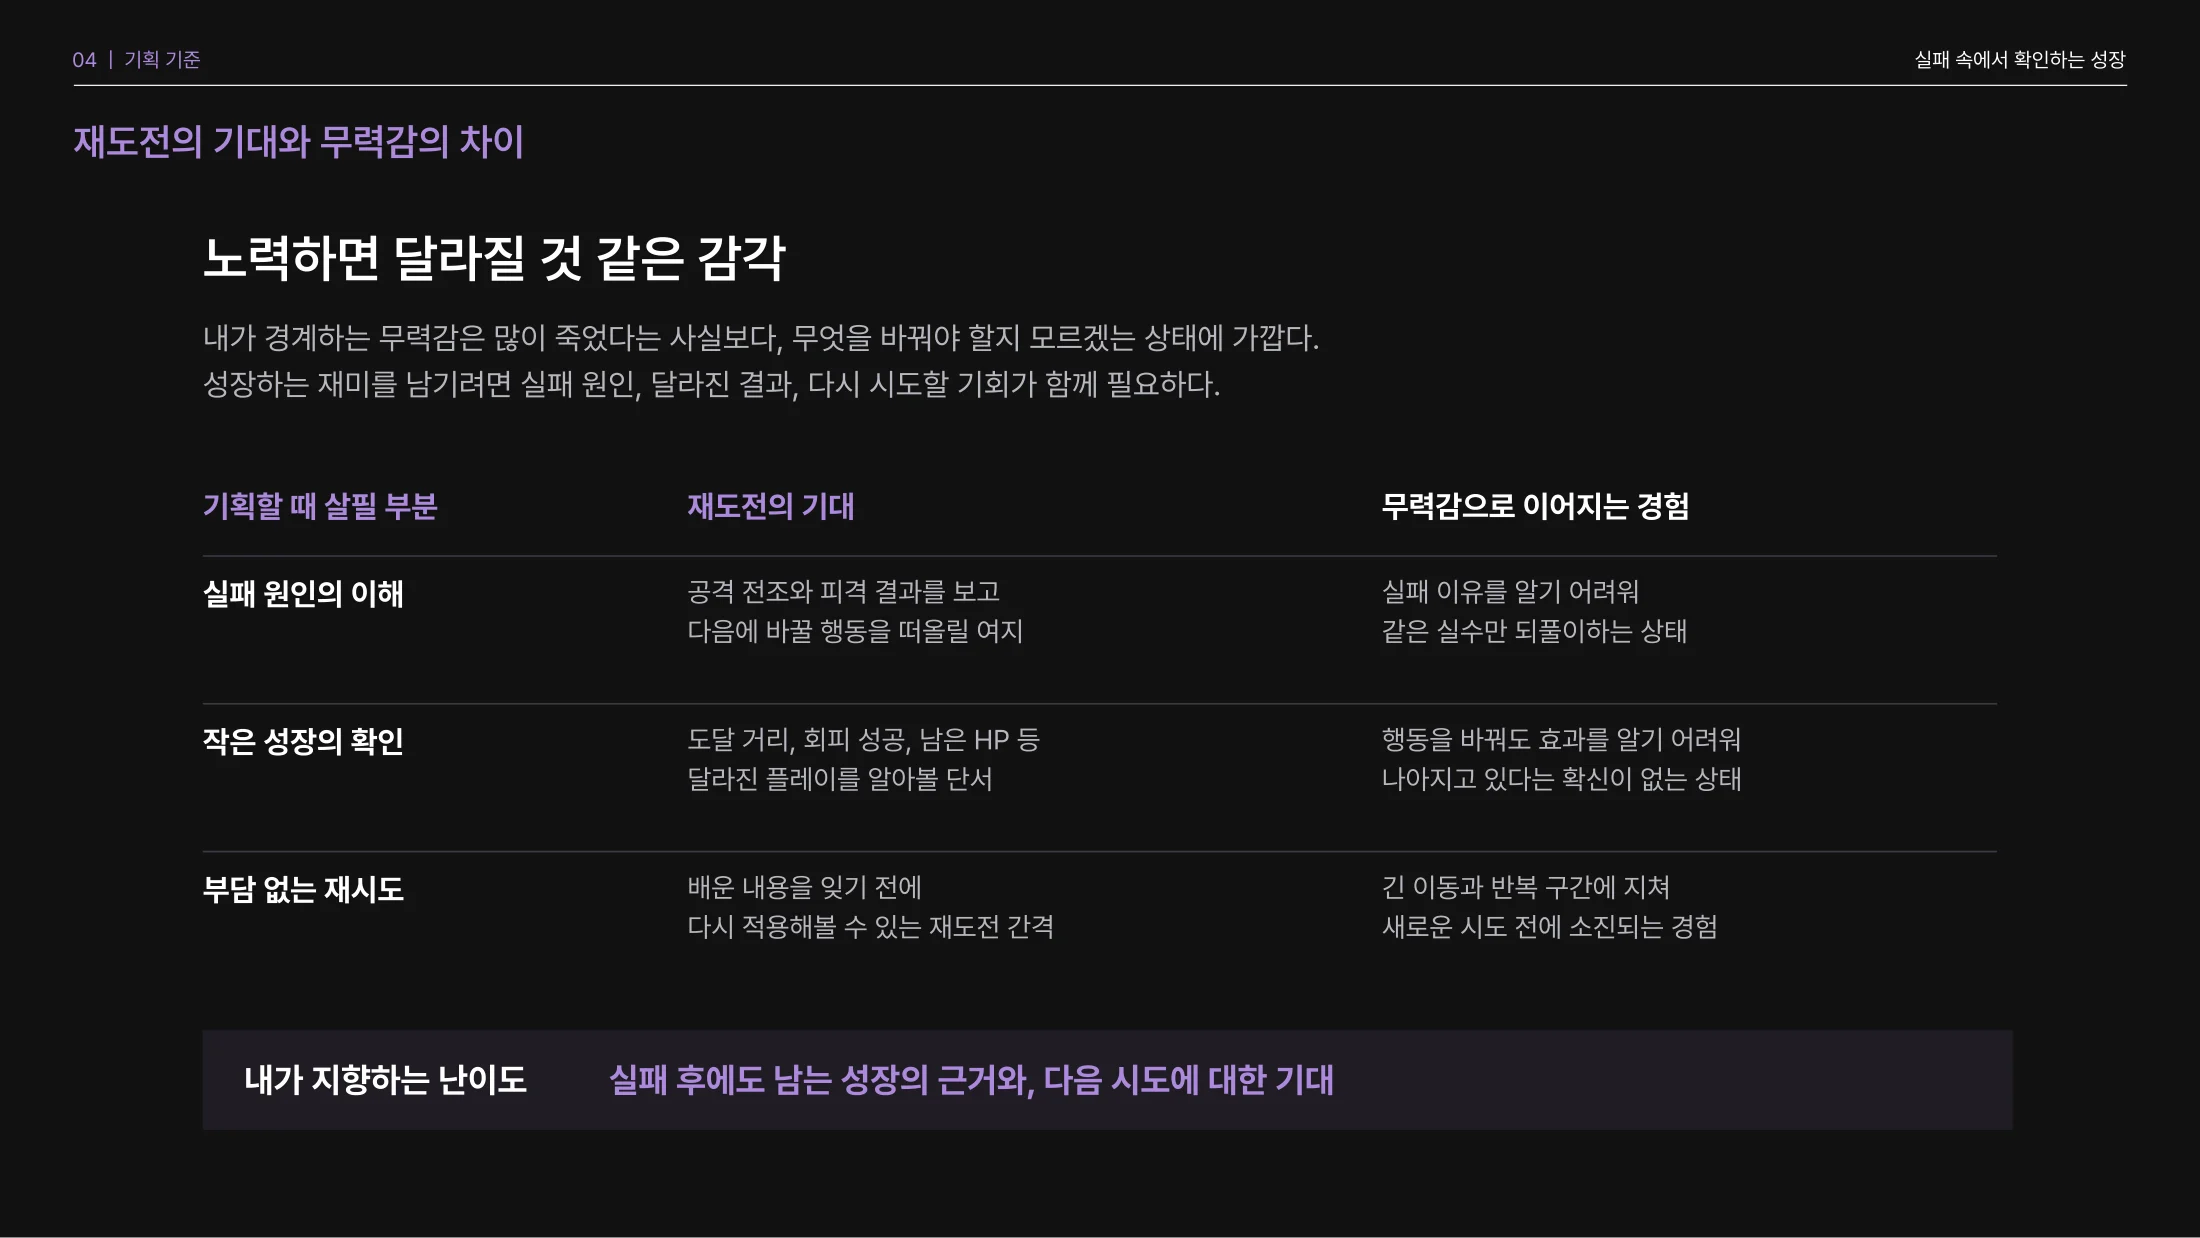 04 | 기획 기준
실패 속에서 확인하는 성장
재도전의 기대와 무력감의 차이
노력하면 달라질 것 같은 감각
내가 경계하는 무력감은 많이 죽었다는 사실보다, 무엇을 바꿔야 할지 모르겠는 상태에 가깝다.
성장하는 재미를 남기려면 실패 원인, 달라진 결과, 다시 시도할 기회가 함께 필요하다.
기획할 때 살필 부분
재도전의 기대
무력감으로 이어지는 경험
실패 원인의 이해
공격 전조와 피격 결과를 보고
다음에 바꿀 행동을 떠올릴 여지
실패 이유를 알기 어려워
같은 실수만 되풀이하는 상태
작은 성장의 확인
도달 거리, 회피 성공, 남은 HP 등
달라진 플레이를 알아볼 단서
행동을 바꿔도 효과를 알기 어려워
나아지고 있다는 확신이 없는 상태
부담 없는 재시도
배운 내용을 잊기 전에
다시 적용해볼 수 있는 재도전 간격
긴 이동과 반복 구간에 지쳐
새로운 시도 전에 소진되는 경험
내가 지향하는 난이도
실패 후에도 남는 성장의 근거와, 다음 시도에 대한 기대